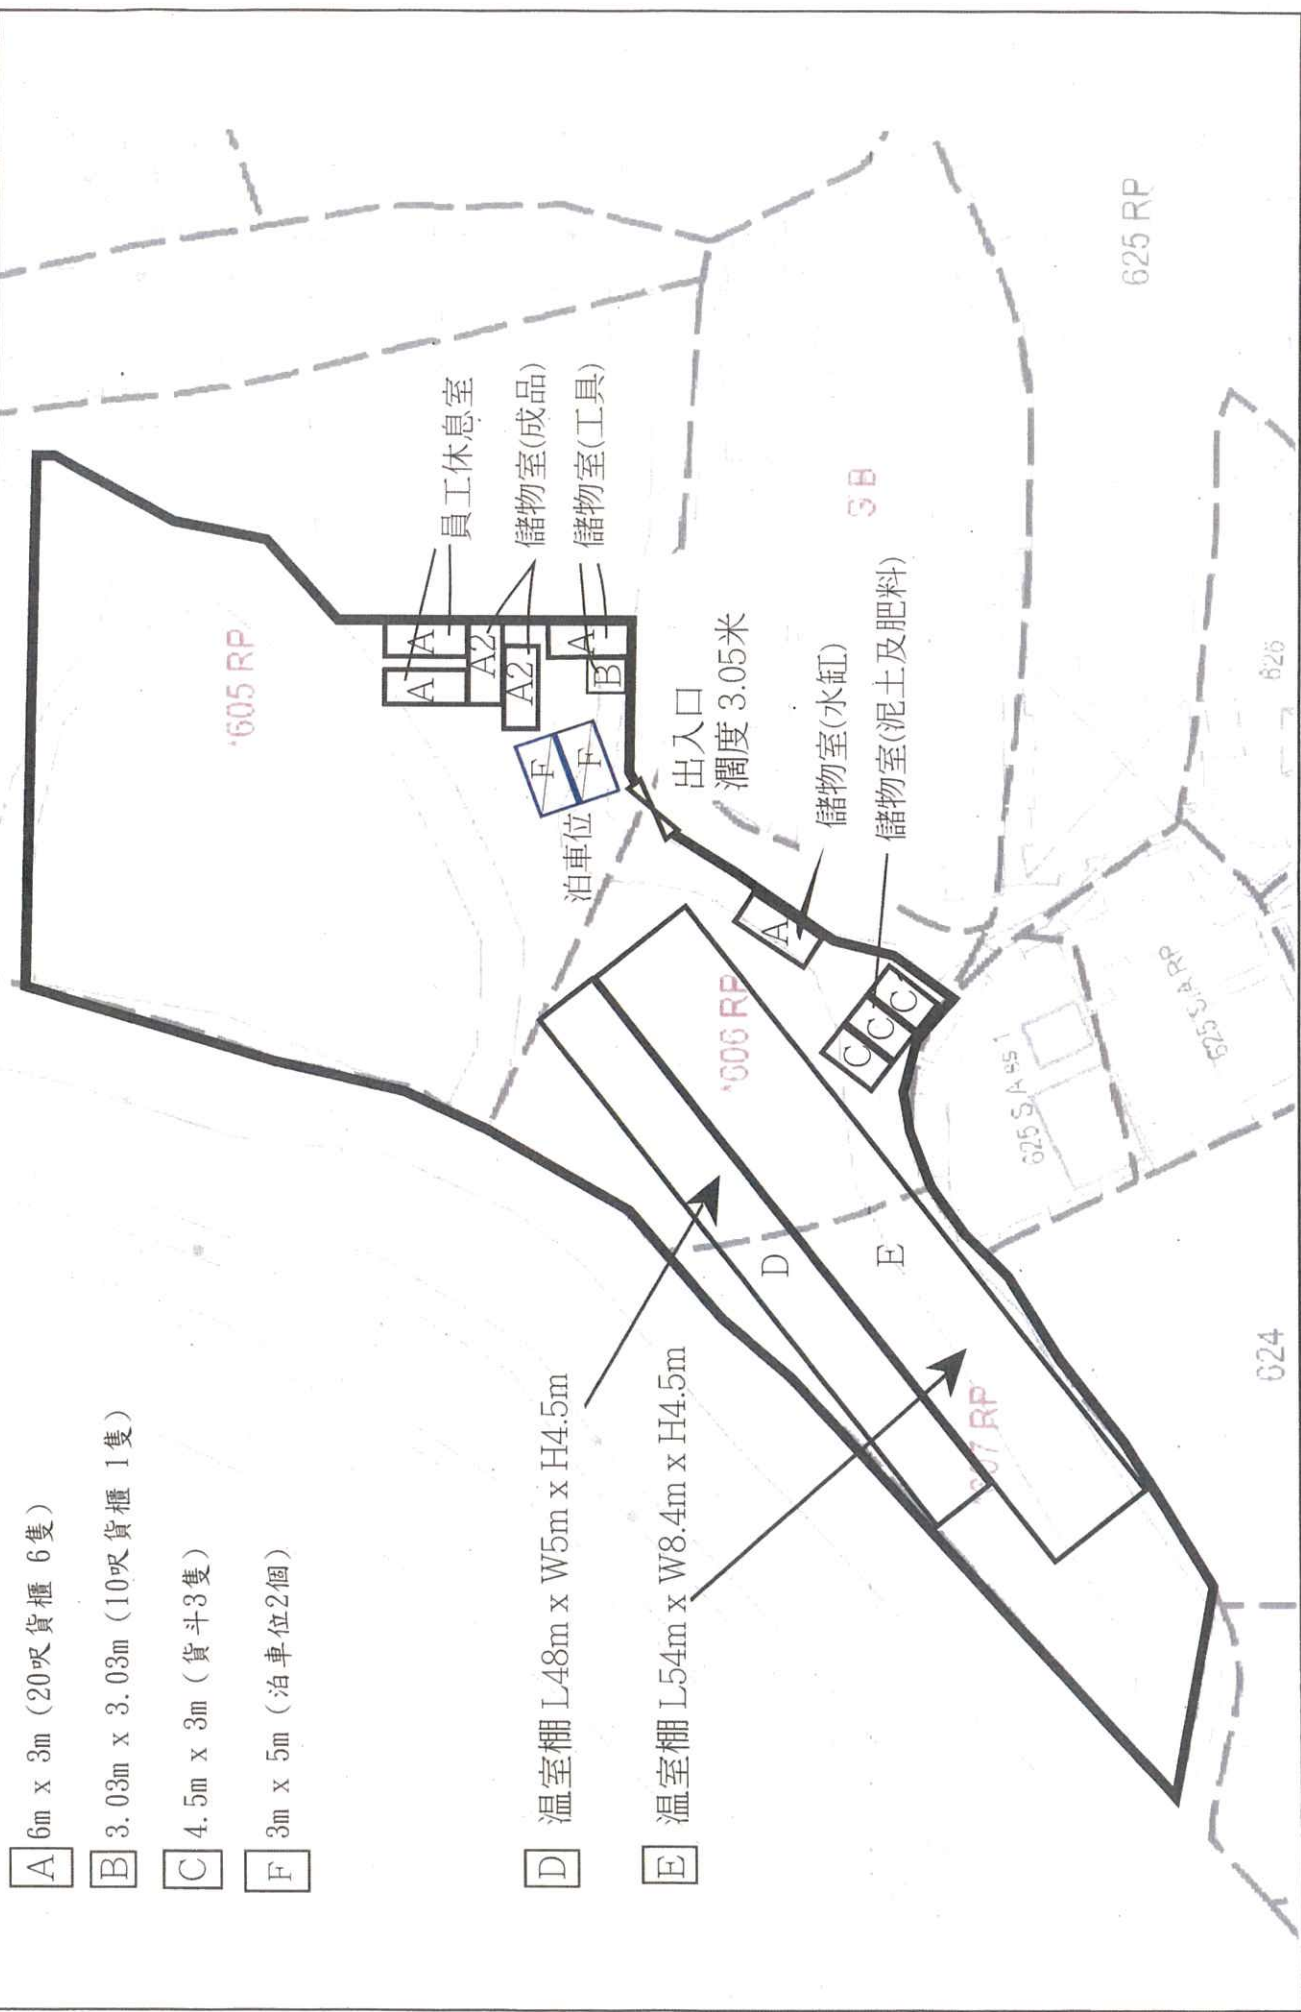 A 6m x 3m (20呎貨櫃 6隻)
B 3.03m x 3.03m (10呎貨櫃 1隻)
C 4.5m x 3m (貨斗3隻)
F 3m x 5m (泊車位2個)
D 溫室棚 L48m x W5m x H4.5m
E 溫室棚 L54m x W8.4m x H4.5m
605 RP
A
A
A2
A2
A
B
員工休息室
儲物室(成品)
儲物室(工具)
F
F
泊車位
出入口
濶度 3.05米
S B
625 RP
A
儲物室(水缸)
C
C
C
儲物室(泥土及肥料)
606 RP
D
E
607 RP
625 S.A ss 1
625 S.A RP
626
624